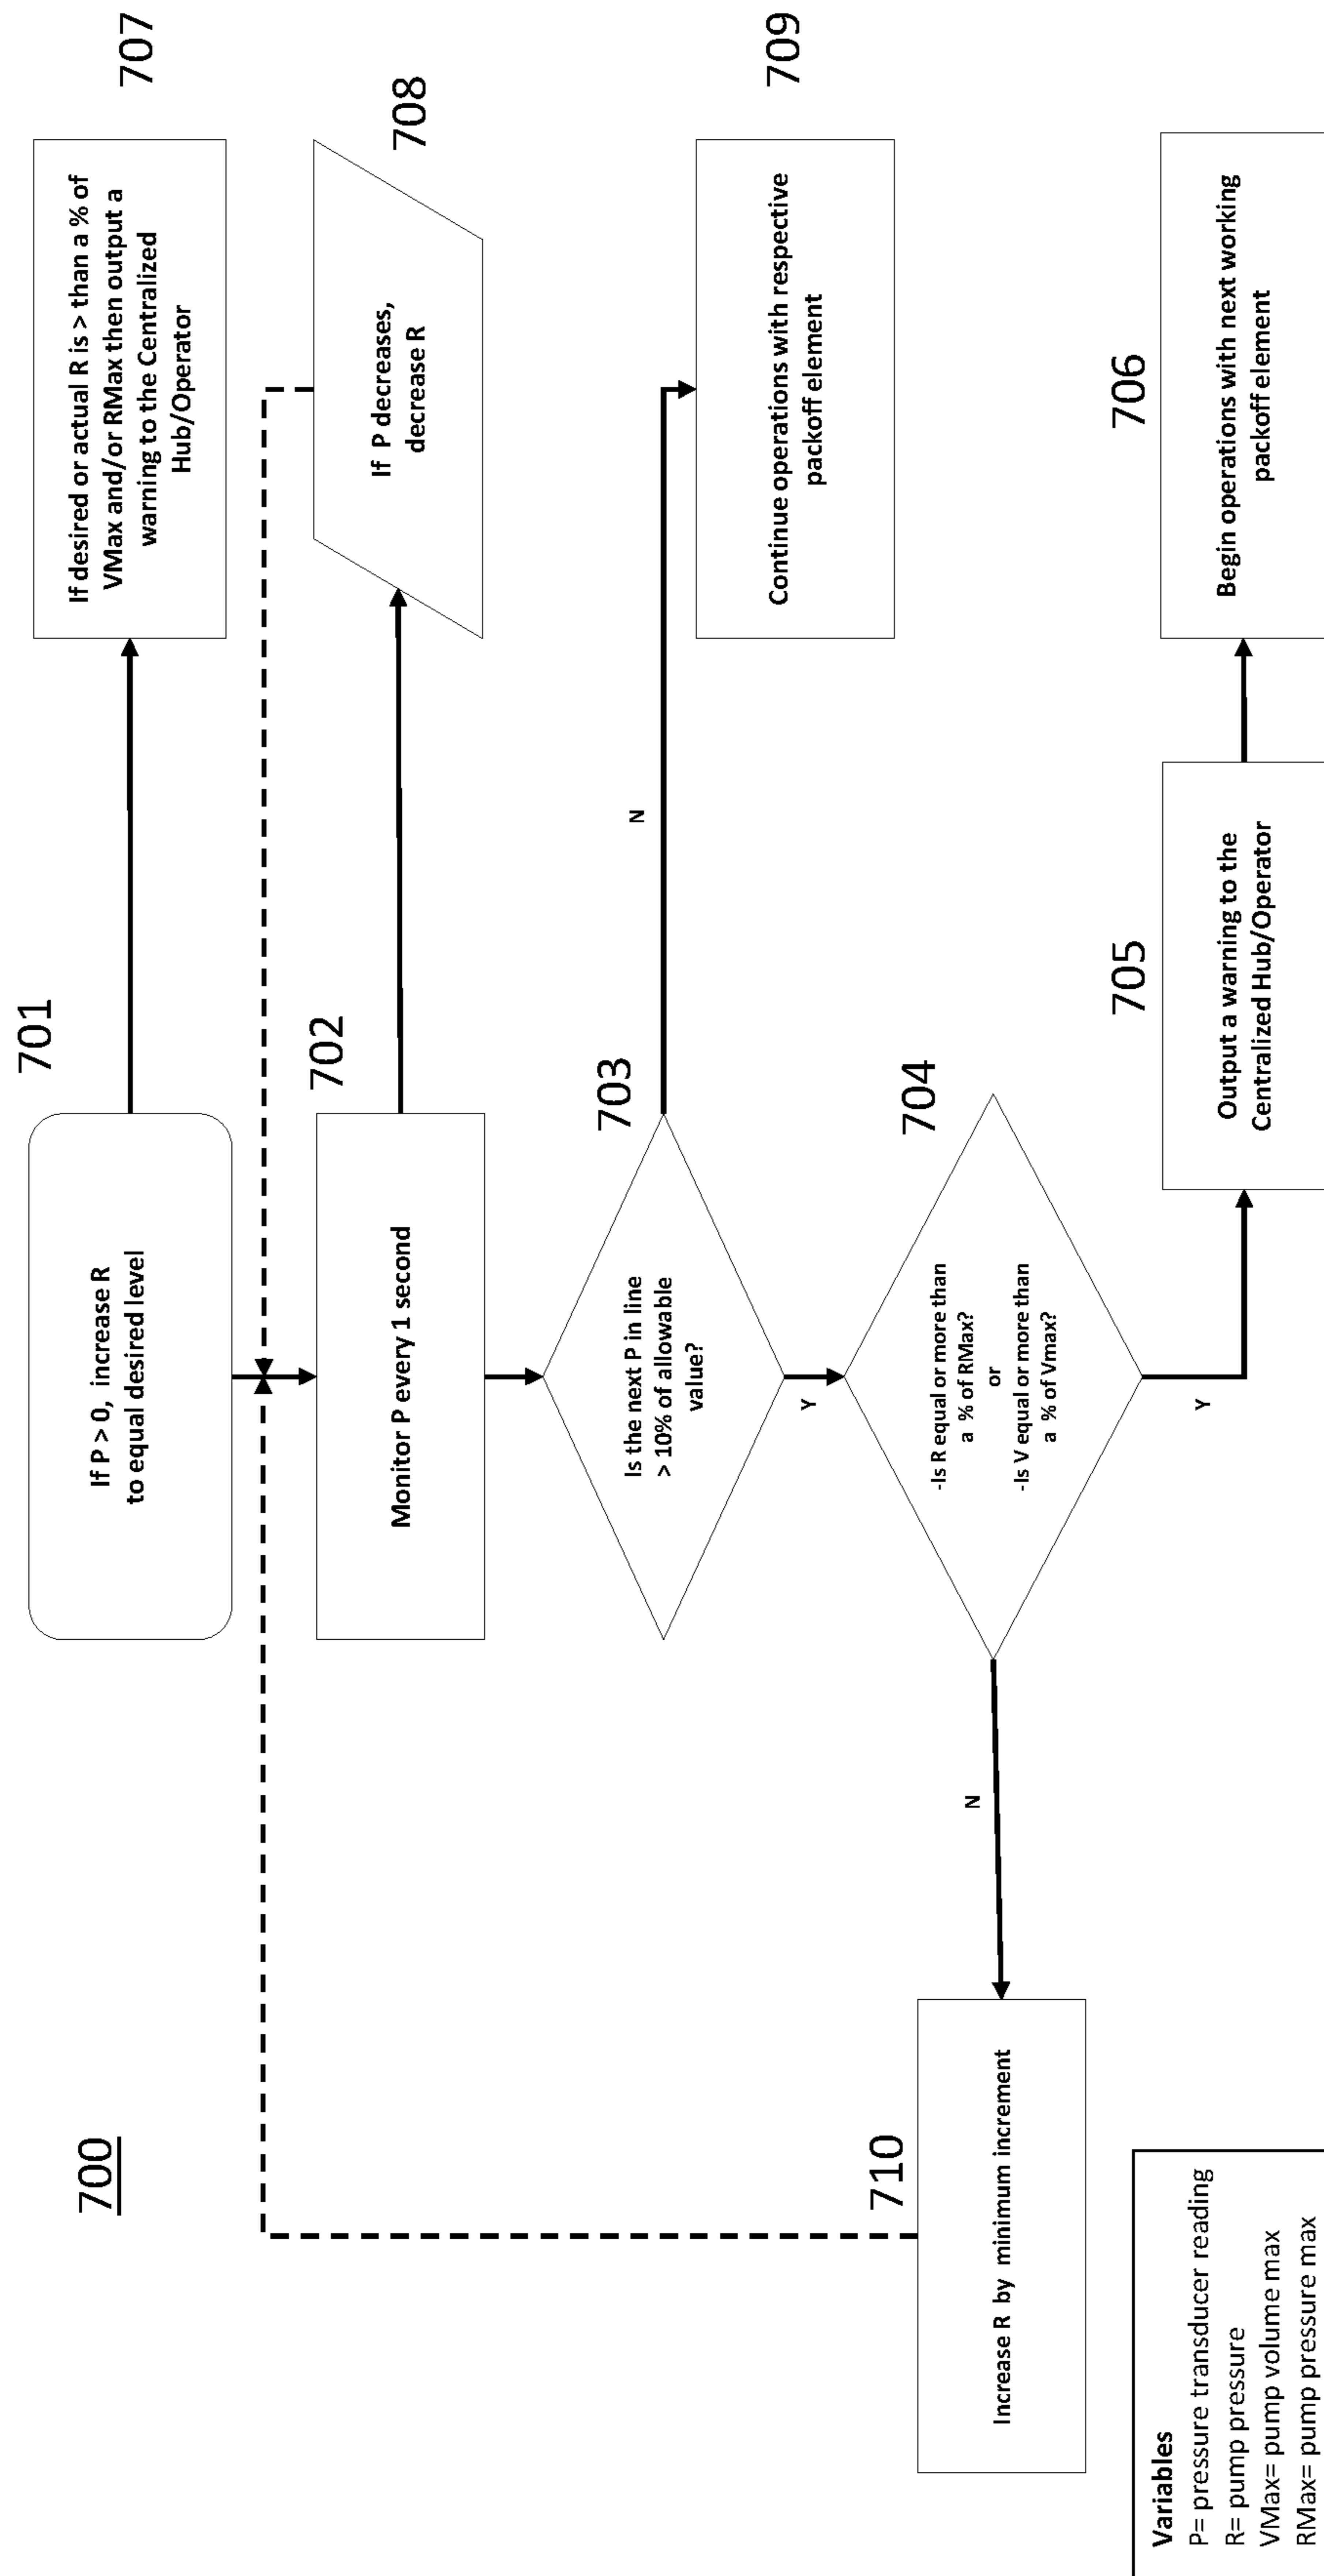 700
701
If P > 0, increase R
to equal desired level
707
If desired or actual R is > than a % of
VMax and/or RMax then output a
warning to the Centralized
Hub/Operator
702
Monitor P every 1 second
708
If P decreases,
decrease R
703
Is the next P in line
> 10% of allowable
value?
N
709
Continue operations with respective
packoff element
Y
704
-Is R equal or more than
a % of RMax?
or
-Is V equal or more than
a % of Vmax?
N
710
Increase R by minimum increment
Y
705
Output a warning to the
Centralized Hub/Operator
706
Begin operations with next working
packoff element
Variables
P= pressure transducer reading
R= pump pressure
VMax= pump volume max
RMax= pump pressure max